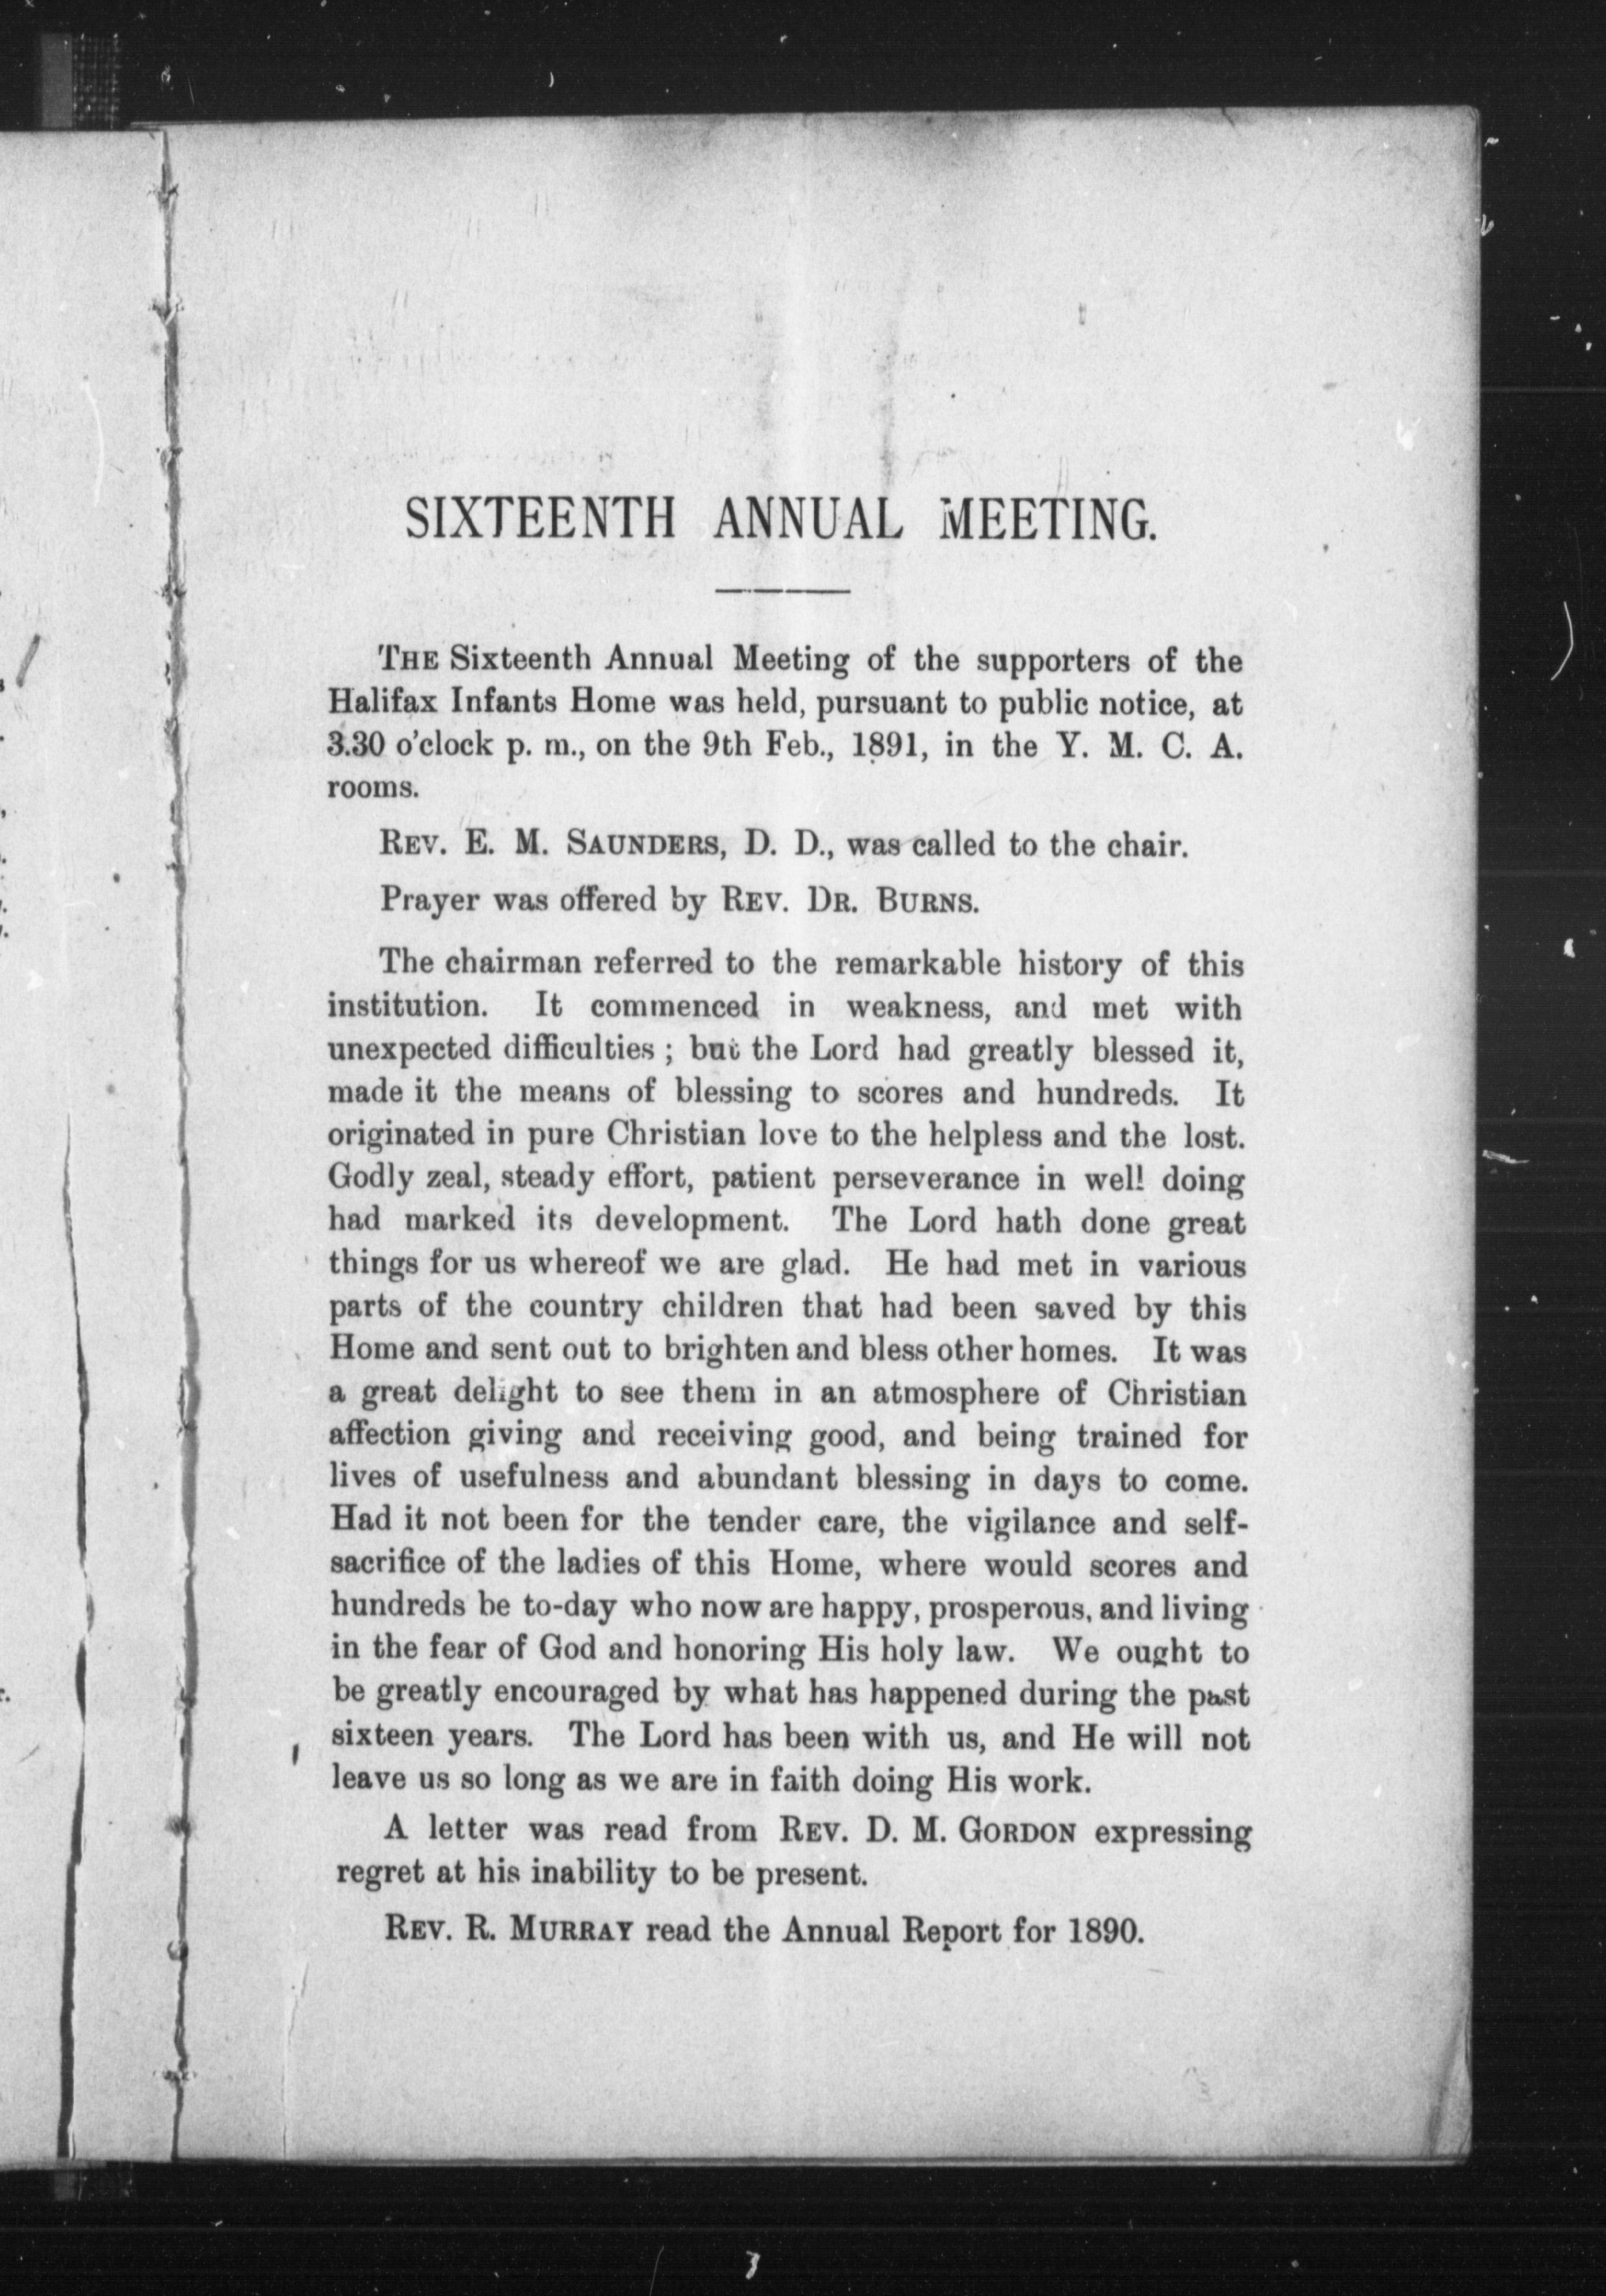 SIXTEENTH ANNUAL MEETING.
THE Sixteenth Annual Meeting of the supporters of the
Halifax Infants Home was held, pursuant to public notice, at
3.30 o'clock p. m., on the 9th Feb., 1891, in the Y. M. C. A.
rooms.
REV. E. M. SAUNDERS, D. D., was called to the chair.
Prayer was offered by REV. DR. BURNS.
The chairman referred to the remarkable history of this
institution. It commenced in weakness, and met with
unexpected difficulties ; but the Lord had greatly blessed it,
made it the means of blessing to scores and hundreds. It
originated in pure Christian love to the helpless and the lost.
Godly zeal, steady effort, patient perseverance in well doing
had marked its development. The Lord hath done great
things for us whereof we are glad. He had met in various
parts of the country children that had been saved by this
Home and sent out to brighten and bless other homes. It was
a great delight to see them in an atmosphere of Christian
affection giving and receiving good, and being trained for
lives of usefulness and abundant blessing in days to come.
Had it not been for the tender care, the vigilance and self-
sacrifice of the ladies of this Home, where would scores and
hundreds be to-day who now are happy, prosperous, and living
in the fear of God and honoring His holy law. We ought to
be greatly encouraged by what has happened during the past
sixteen years. The Lord has been with us, and He will not
leave us so long as we are in faith doing His work.
A letter was read from REV. D. M. GORDON expressing
regret at his inability to be present.
REV. R. MURRAY read the Annual Report for 1890.